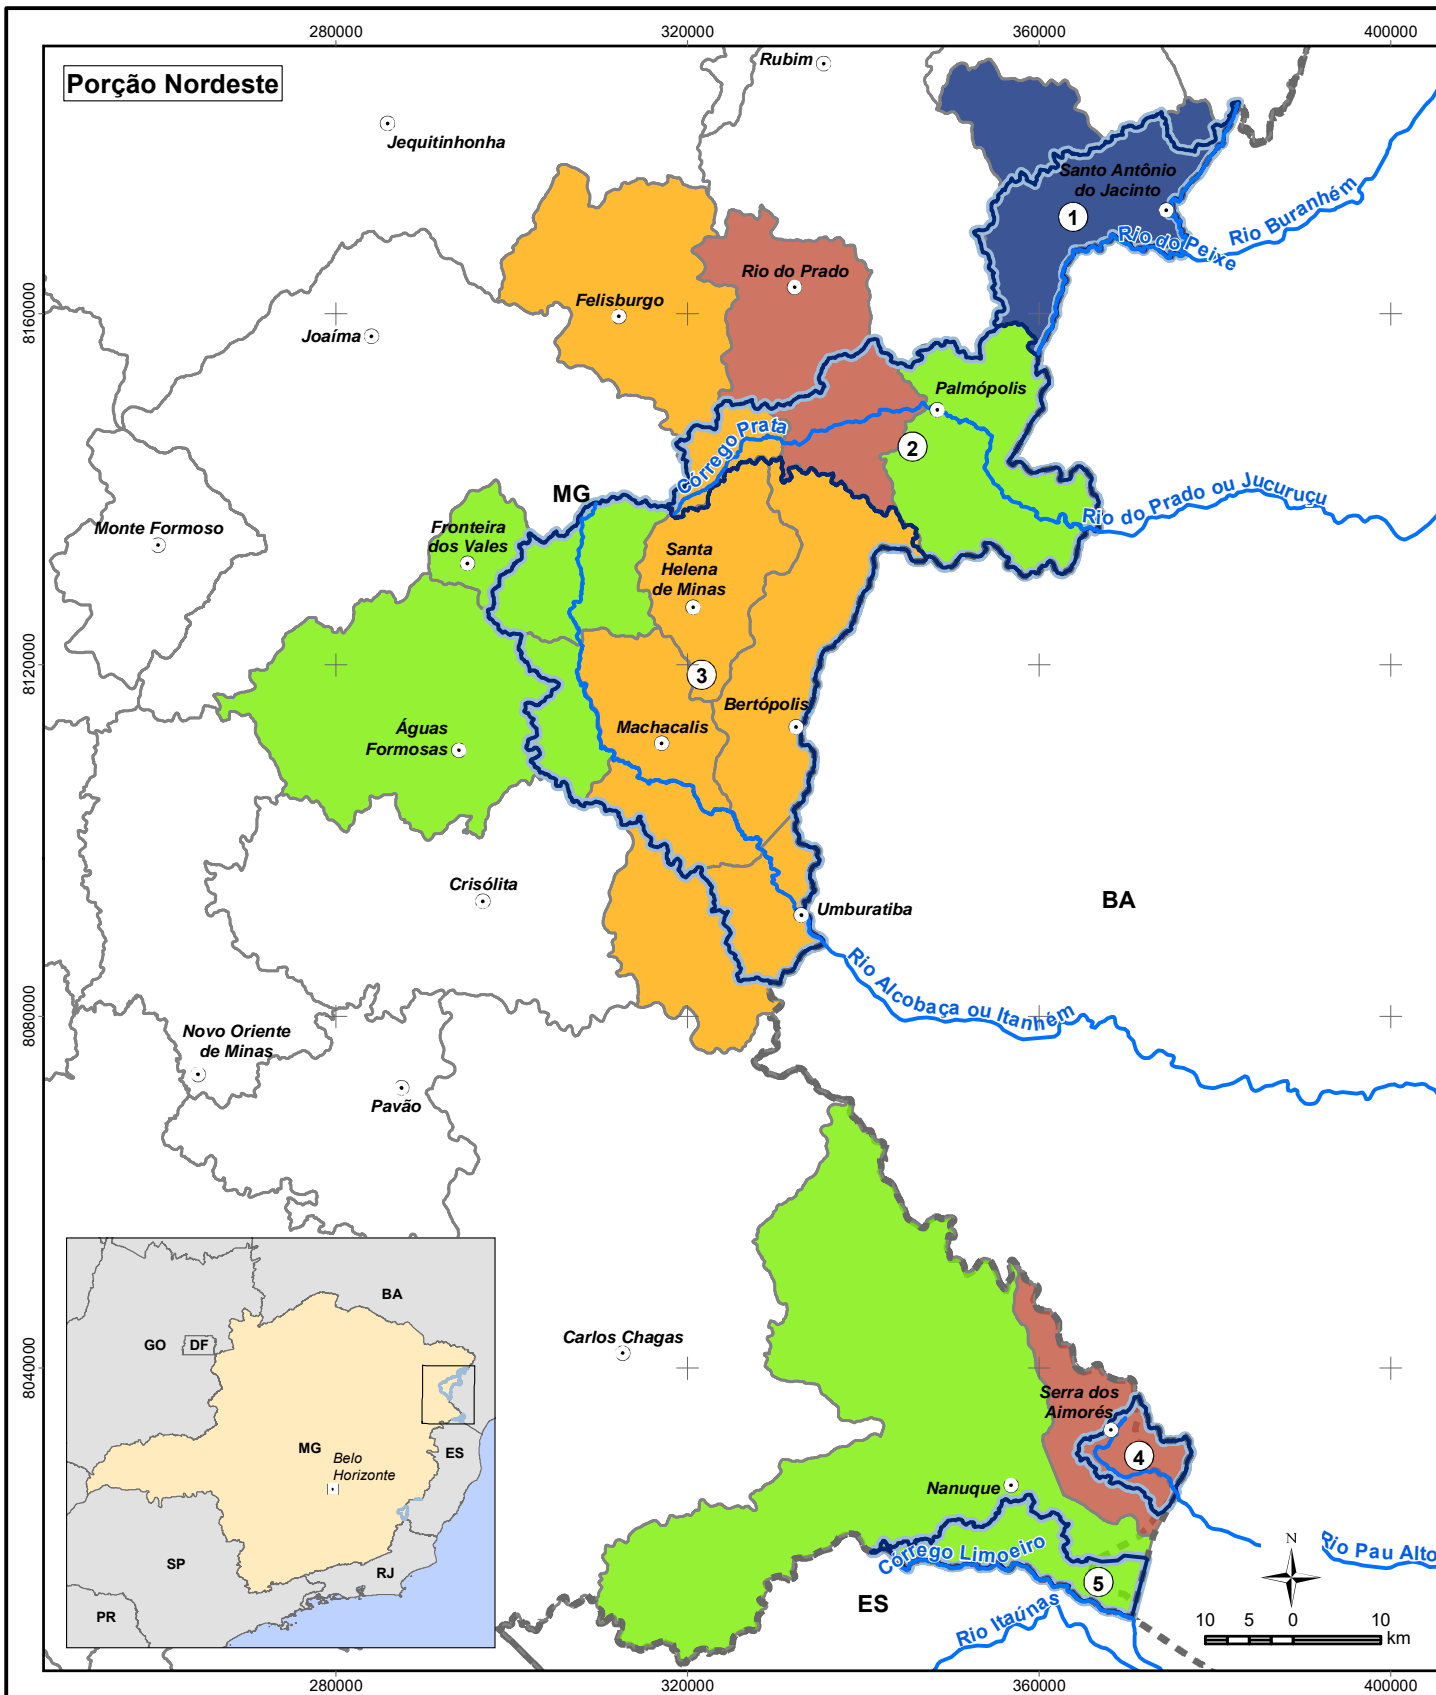 280000
320000
360000
400000
Porção Nordeste
Rubim
Jequitinhonha
Santo Antônio
do Jacinto
1
Rio do Peixe
Rio Buranhém
8160000
Rio do Prado
Felisburgo
Joaíma
Palmópolis
Córrego Prata
2
MG
Rio do Prado ou Jucuruçu
Monte Formoso
Fronteira
dos Vales
Santa
Helena
de Minas
8120000
3
Bertópolis
Machacalis
Águas
Formosas
Crisólita
Umburatiba
BA
Rio Alcobaça ou Itanhém
8080000
Novo Oriente
de Minas
Pavão
Carlos Chagas
8040000
Serra dos
Aimorés
4
Nanuque
Córrego Limoeiro
5
Rio Pau Alto
ES
Rio Itaúnas
N
10 5 0 10
km
BA
GO
DF
MG
Belo
Horizonte
ES
SP
RJ
PR
280000
320000
360000
400000